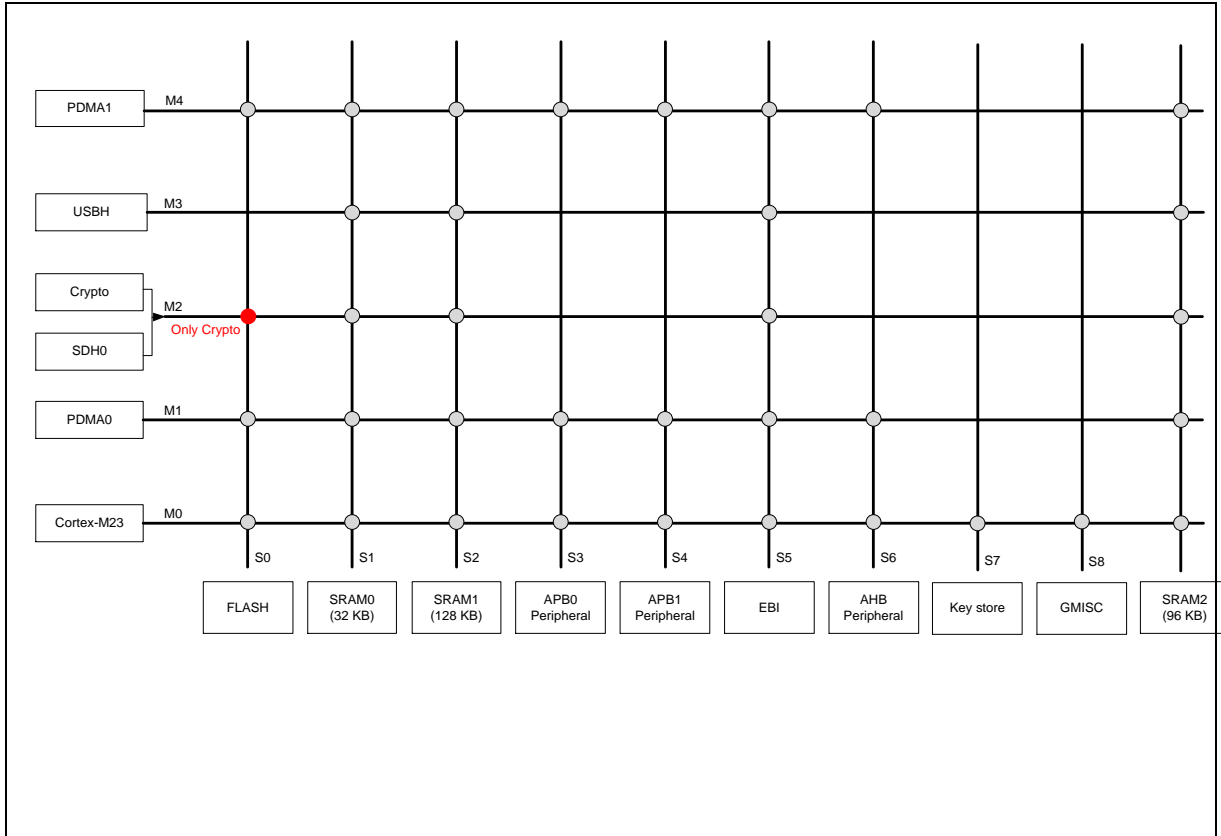 PDMA1
M4
USBH
M3
Crypto
M2
Only Crypto
SDH0
PDMA0
M1
Cortex-M23
M0
S0
S1
S2
S3
S4
S5
S6
S7
S8
FLASH
SRAM0
(32 KB)
SRAM1
(128 KB)
APB0
Peripheral
APB1
Peripheral
EBI
AHB
Peripheral
Key store
GMISC
SRAM2
(96 KB)